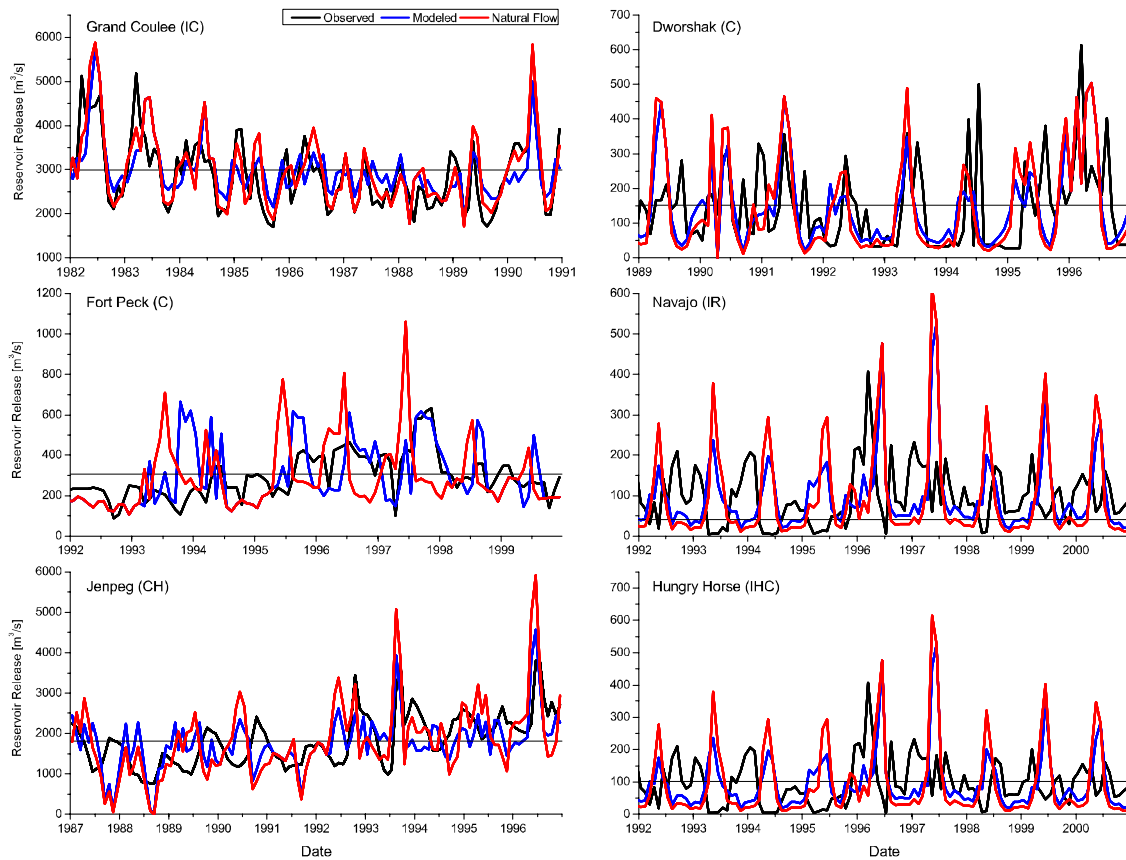 Observed Modeled Natural Flow
Grand Coulee (IC)
Reservoir Release [m³/s]
6000
5000
4000
3000
2000
1000
1982 1983 1984 1985 1986 1987 1988 1989 1990 1991
Dworshak (C)
700
600
500
400
300
200
150
100
0
1989 1990 1991 1992 1993 1994 1995 1996
Fort Peck (C)
Reservoir Release [m³/s]
1200
1000
800
600
400
200
0
1992 1993 1994 1995 1996 1997 1998 1999
Navajo (IR)
600
500
400
300
200
100
0
1992 1993 1994 1995 1996 1997 1998 1999 2000
Jenpeg (CH)
Reservoir Release [m³/s]
6000
5000
4000
3000
2000
1000
0
1987 1988 1989 1990 1991 1992 1993 1994 1995 1996
Date
Hungry Horse (IHC)
700
600
500
400
300
200
100
0
1992 1993 1994 1995 1996 1997 1998 1999 2000
Date